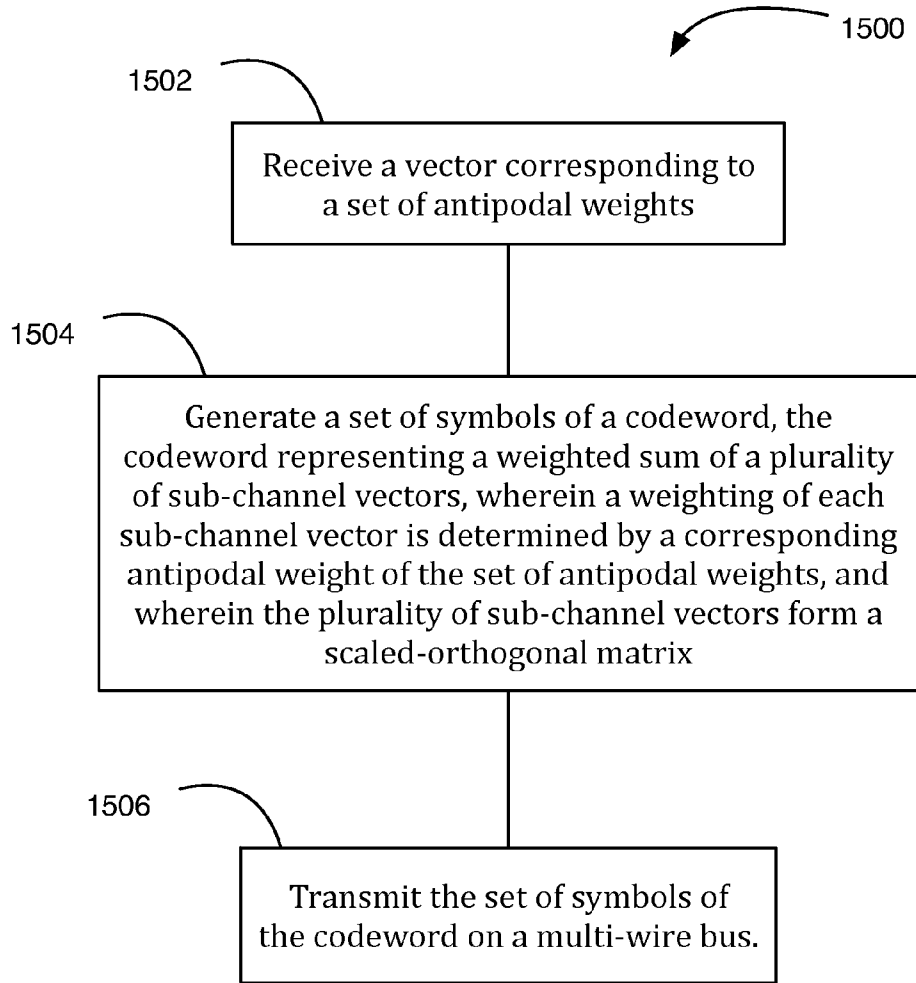 1500
1502
Receive a vector corresponding to
a set of antipodal weights
1504
Generate a set of symbols of a codeword, the
codeword representing a weighted sum of a plurality
of sub-channel vectors, wherein a weighting of each
sub-channel vector is determined by a corresponding
antipodal weight of the set of antipodal weights, and
wherein the plurality of sub-channel vectors form a
scaled-orthogonal matrix
1506
Transmit the set of symbols of
the codeword on a multi-wire bus.